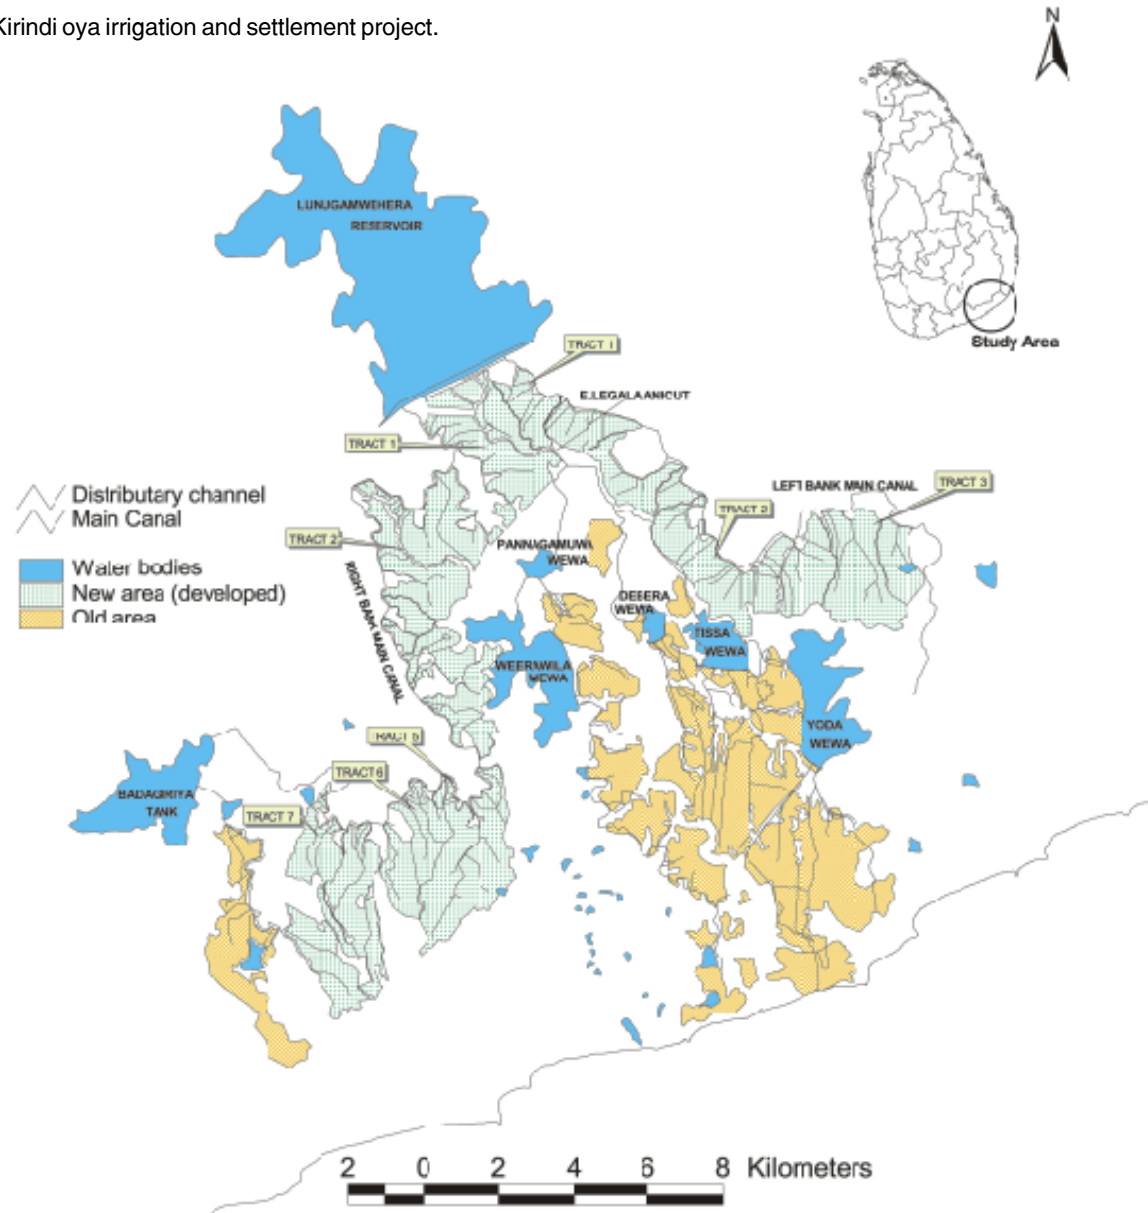 Kirindi oya irrigation and settlement project.
N
LUNUGAMWEHERA
RESERVOIR
Study Area
TRACT 1
ELLEGALA ANICUT
TRACT 1
LEFT BANK MAIN CANAL
TRACT 3
Distributary channel
Main Canal
TRACT 2
TRACT 2
PANNAGAMUWA
WEWA
Water bodies
New area (developed)
Old area
RIGHT BANK MAIN CANAL
DEBERA
WEWA
TISSA
WEWA
WEERAWILA
WEWA
YODA
WEWA
TRACT 5
TRACT 6
BADAGIRIYA
TANK
TRACT 7
2 0 2 4 6 8 Kilometers